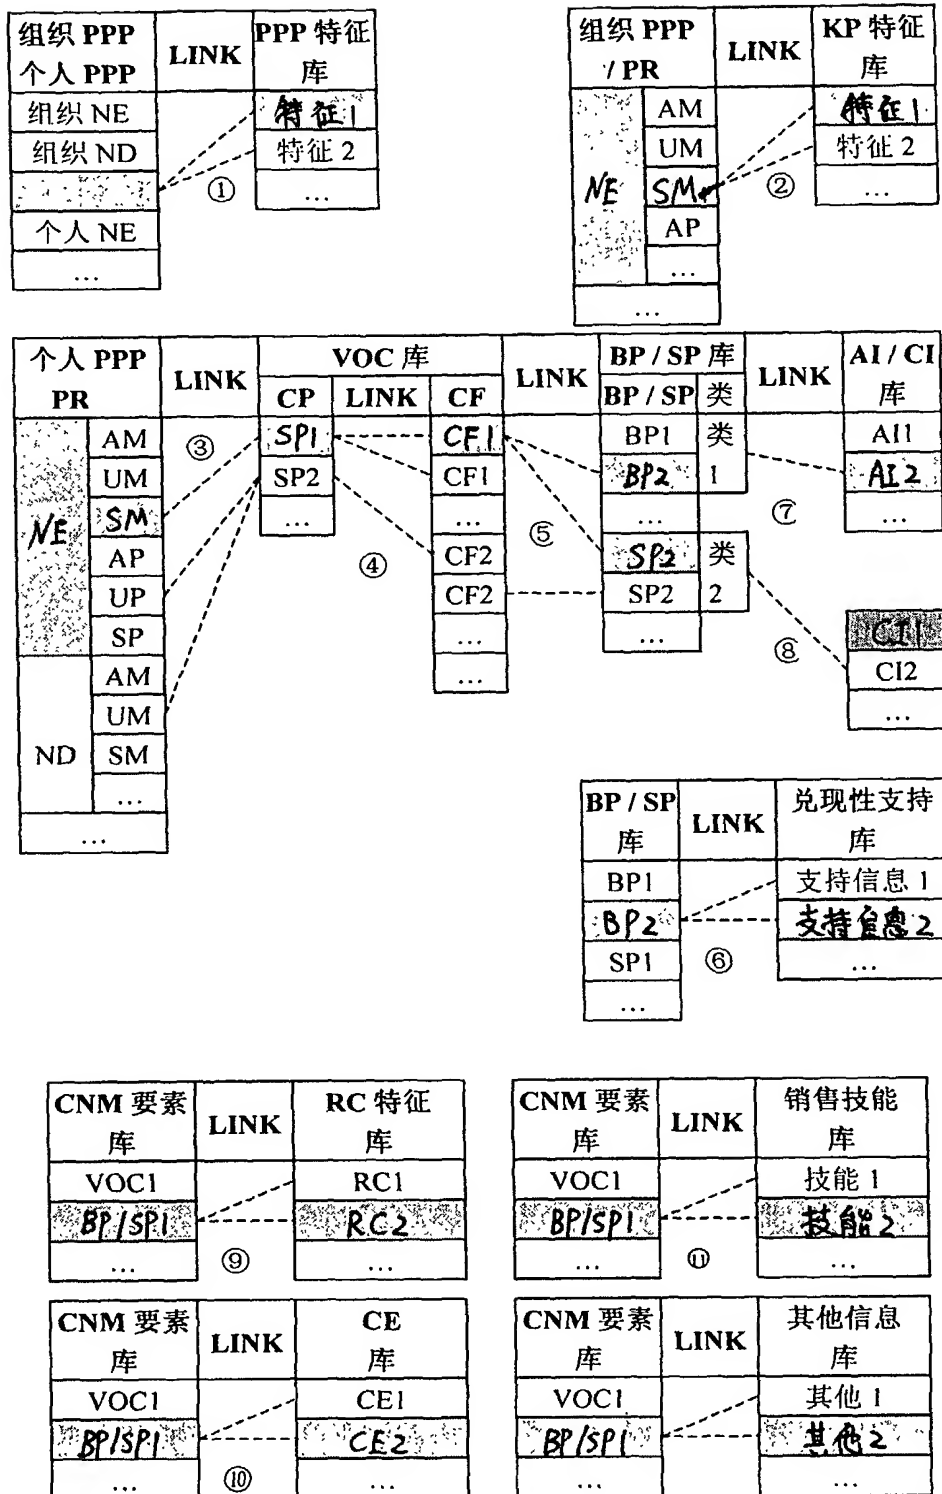 组织 PPP
个人 PPP
LINK
PPP 特征
库
组织 NE
特征1
组织 ND
特征 2
①
...
个人 NE
...
组织 PPP
/ PR
LINK
KP 特征
库
AM
特征1
UM
特征 2
NE
SM
②
...
AP
...
...
个人 PPP
PR
LINK
VOC 库
CP
LINK
CF
LINK
BP / SP 库
BP / SP
类
LINK
AI / CI
库
AM
③
SP1
CF1
BP1
类
AI1
UM
SP2
CF1
BP2
1
AI2
NE
SM
...
...
⑤
...
⑦
...
AP
④
CF2
SP2
类
UP
CF2
SP2
2
SP
...
...
⑧
CI1
AM
...
CI2
UM
...
ND
SM
...
...
BP / SP
库
LINK
兑现性支持
库
BP1
支持信息 1
BP2
支持信息2
SP1
⑥
...
...
CNM 要素
库
LINK
RC 特征
库
VOC1
RC1
BP/SP1
RC2
...
⑨
...
CNM 要素
库
LINK
销售技能
库
VOC1
技能 1
BP/SP1
技能2
...
⑪
...
CNM 要素
库
LINK
CE
库
VOC1
CE1
BP/SP1
CE2
...
⑩
...
CNM 要素
库
LINK
其他信息
库
VOC1
其他 1
BP/SP1
其他2
...
...